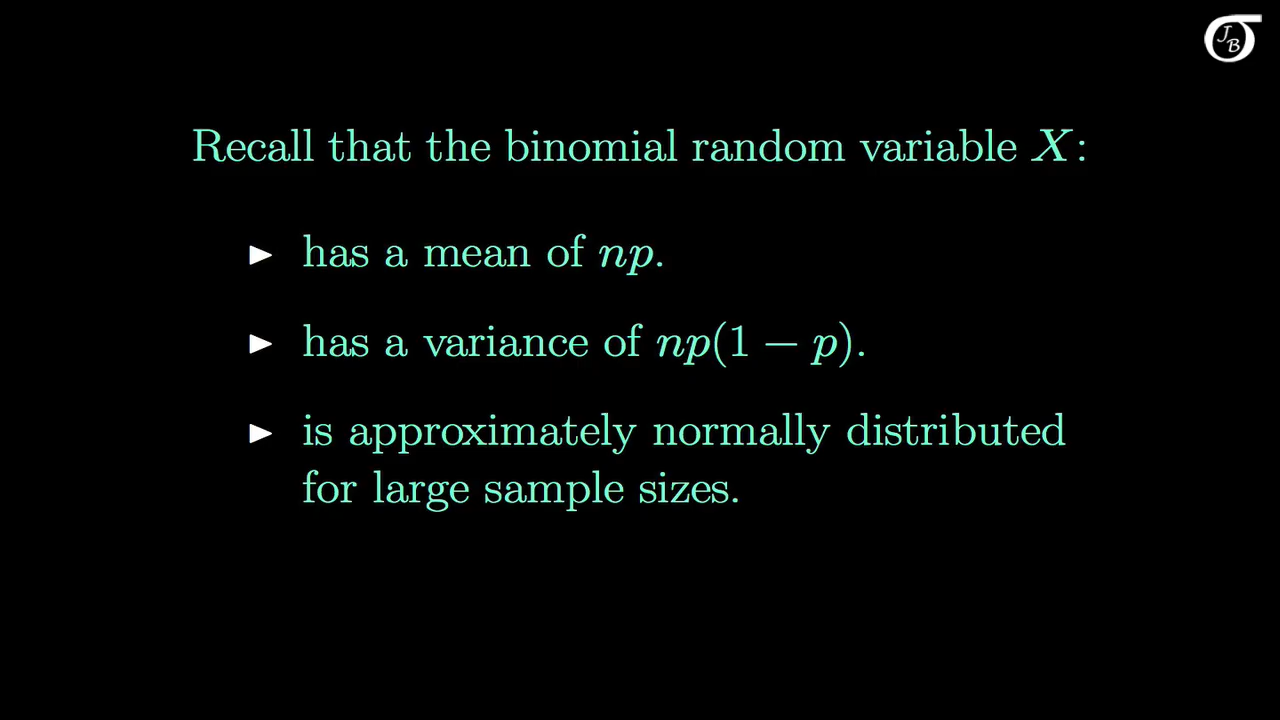 J
B
Recall that the binomial random variable X:
▶ has a mean of np.
▶ has a variance of np(1 − p).
▶ is approximately normally distributed
for large sample sizes.